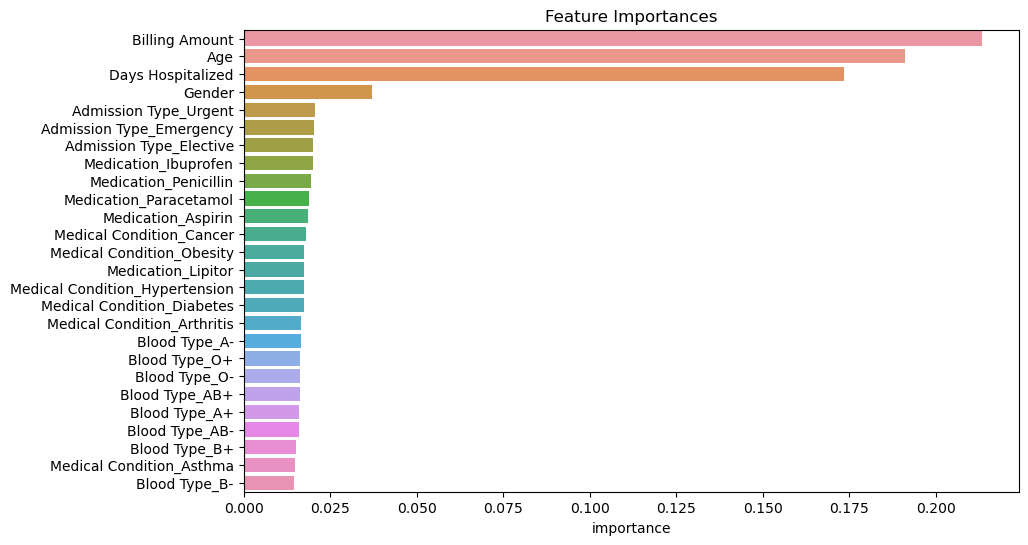 Feature Importances
Billing Amount
Age
Days Hospitalized
Gender
Admission Type_Urgent
Admission Type_Emergency
Admission Type_Elective
Medication_Ibuprofen
Medication_Penicillin
Medication_Paracetamol
Medication_Aspirin
Medical Condition_Cancer
Medical Condition_Obesity
Medication_Lipitor
Medical Condition_Hypertension
Medical Condition_Diabetes
Medical Condition_Arthritis
Blood Type_A-
Blood Type_O+
Blood Type_O-
Blood Type_AB+
Blood Type_A+
Blood Type_AB-
Blood Type_B+
Medical Condition_Asthma
Blood Type_B-
0.000 0.025 0.050 0.075 0.100 0.125 0.150 0.175 0.200
importance